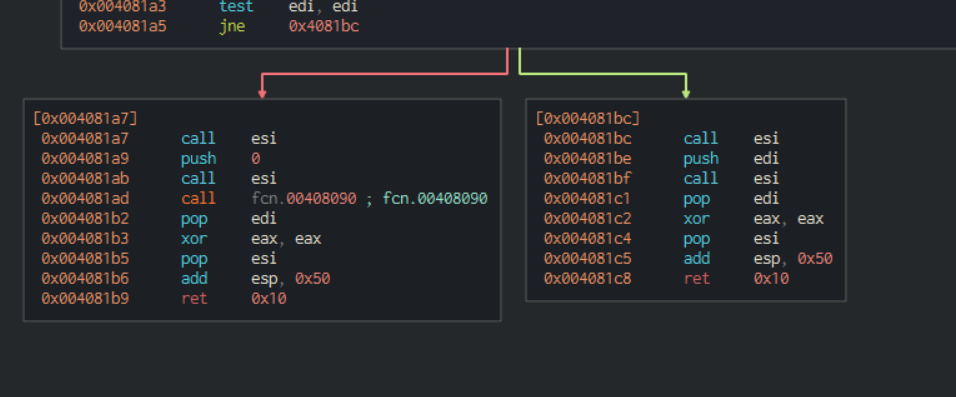 0x004081a3 test edi, edi
0x004081a5 jne 0x4081bc
[0x004081a7]
0x004081a7 call esi
0x004081a9 push 0
0x004081ab call esi
0x004081ad call fcn.00408090 ; fcn.00408090
0x004081b2 pop edi
0x004081b3 xor eax, eax
0x004081b5 pop esi
0x004081b6 add esp, 0x50
0x004081b9 ret 0x10
[0x004081bc]
0x004081bc call esi
0x004081be push edi
0x004081bf call esi
0x004081c1 pop edi
0x004081c2 xor eax, eax
0x004081c4 pop esi
0x004081c5 add esp, 0x50
0x004081c8 ret 0x10